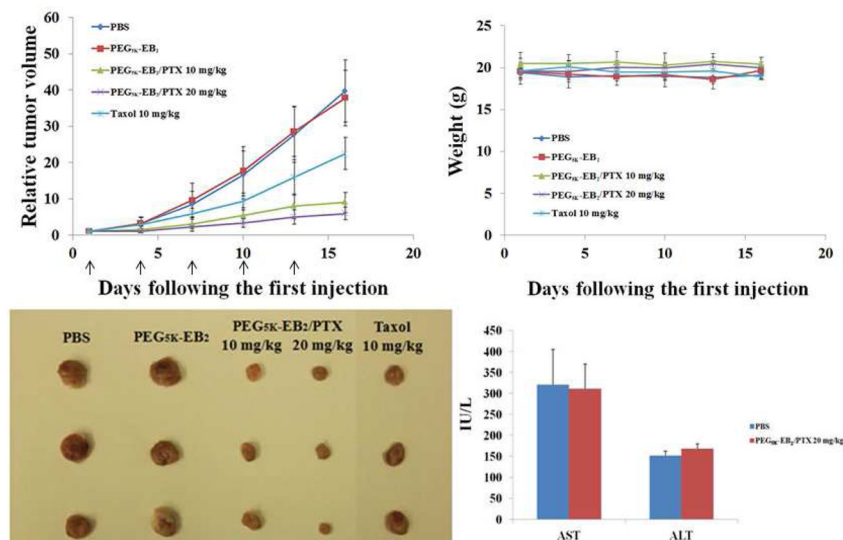 60
50
40
30
20
10
0
Relative tumor volume
PBS
PEG5K-EB2
PEG5K-EB2/PTX 10 mg/kg
PEG5K-EB2/PTX 20 mg/kg
Taxol 10 mg/kg
0 5 10 15 20
Days following the first injection
25
20
15
10
5
0
Weight (g)
PBS
PEG5K-EB2
PEG5K-EB2/PTX 10 mg/kg
PEG5K-EB2/PTX 20 mg/kg
Taxol 10 mg/kg
0 5 10 15 20
Days following the first injection
PBS PEG5K-EB2 PEG5K-EB2/PTX Taxol
10 mg/kg 20 mg/kg 10 mg/kg
450
400
350
300
250
200
150
100
50
0
IU/L
PBS
PEG5K-EB2/PTX 20 mg/kg
AST ALT